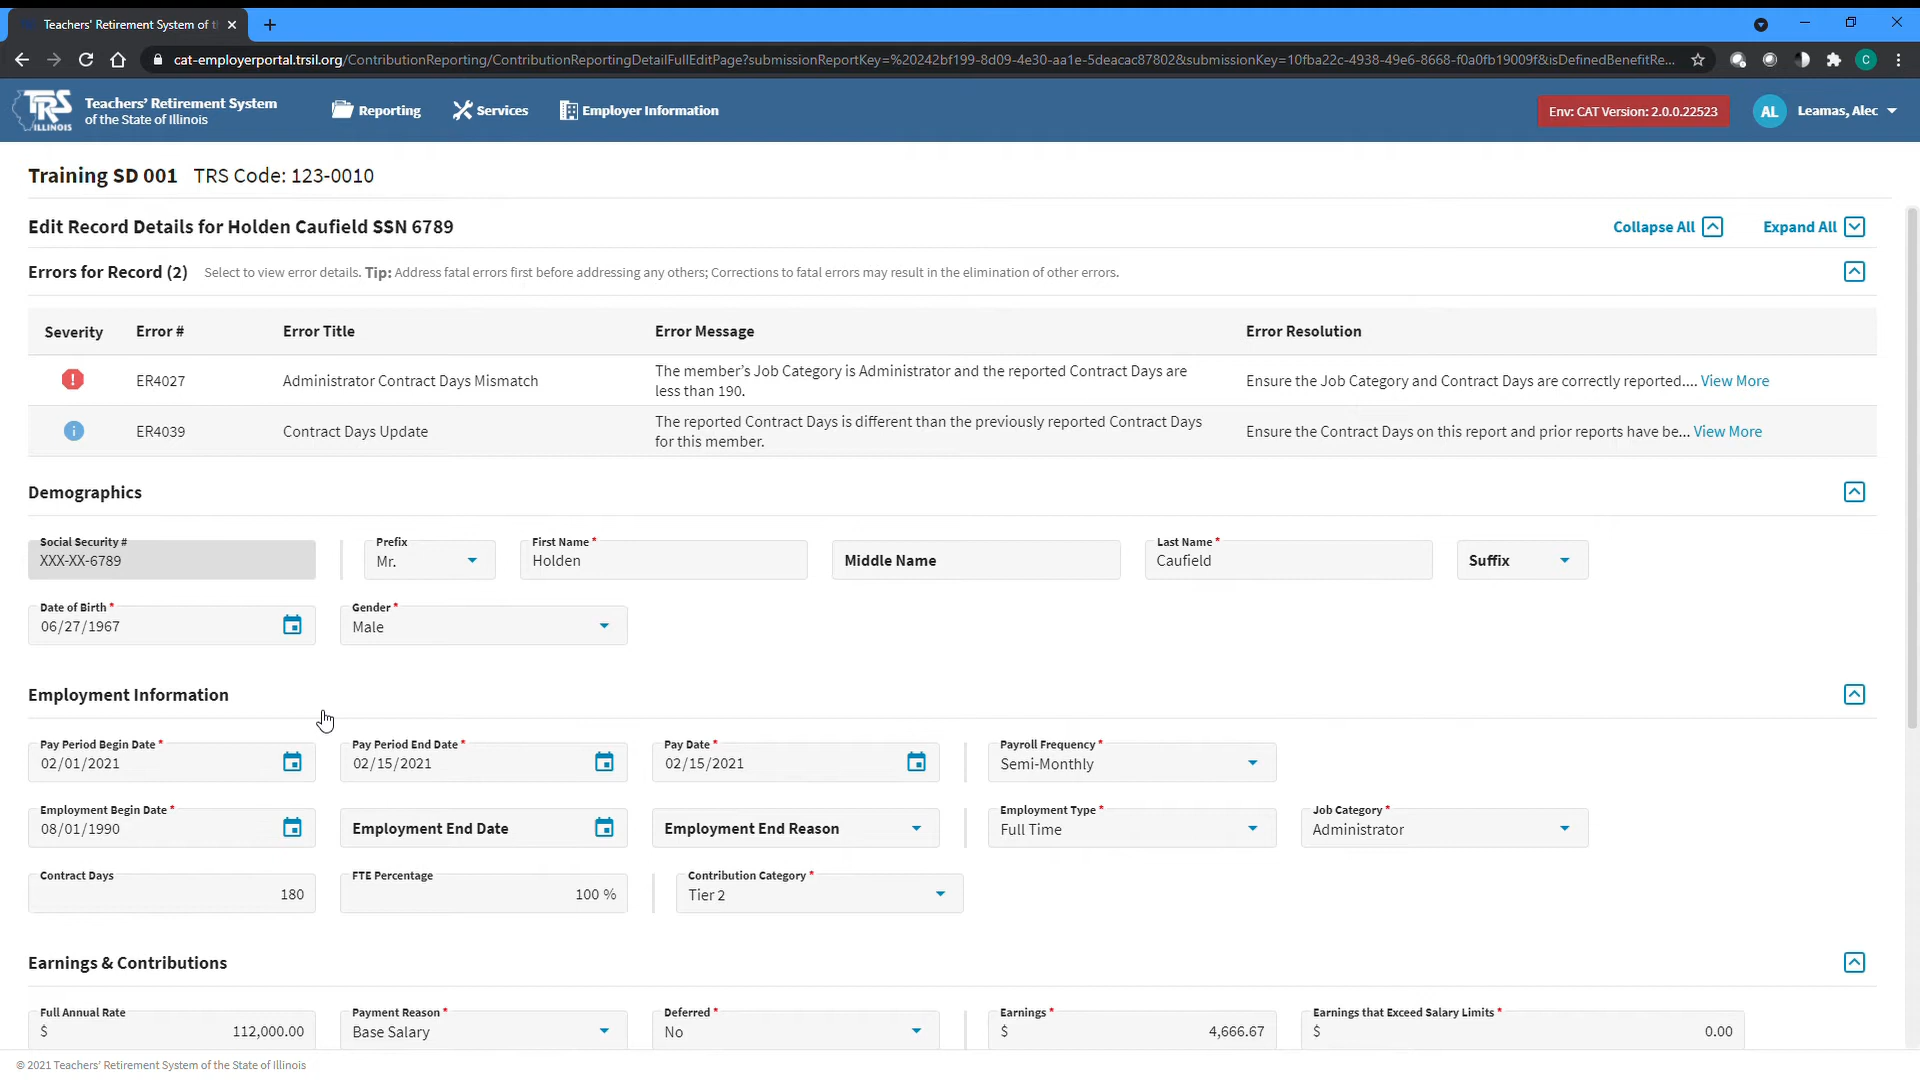 Teachers' Retirement System of t
cat-employerportal.trsil.org/ContributionReporting/ContributionReportingDetailFullEditPage?submissionReportKey=%20242bf199-8d09-4e30-aa1e-5deacac87802&submissionKey=10fba22c-4938-49e6-8668-f0a0fb19009f&isDefinedBenefitRe...
C
TRS ILLINOIS
Teachers' Retirement System
of the State of Illinois
Reporting
Services
Employer Information
Env: CAT Version: 2.0.0.22523
AL
Leamas, Alec
Training SD 001 TRS Code: 123-0010
Edit Record Details for Holden Caufield SSN 6789
Collapse All
Expand All
Errors for Record (2) Select to view error details. Tip: Address fatal errors first before addressing any others; Corrections to fatal errors may result in the elimination of other errors.
Severity Error # Error Title Error Message Error Resolution
ER4027 Administrator Contract Days Mismatch
The member's Job Category is Administrator and the reported Contract Days are
less than 190.
Ensure the Job Category and Contract Days are correctly reported.... View More
ER4039 Contract Days Update
The reported Contract Days is different than the previously reported Contract Days
for this member.
Ensure the Contract Days on this report and prior reports have be... View More
Demographics
Social Security #
XXX-XX-6789
Prefix
Mr.
First Name *
Holden
Middle Name
Last Name *
Caufield
Suffix
Date of Birth *
06/27/1967
Gender *
Male
Employment Information
Pay Period Begin Date *
02/01/2021
Pay Period End Date *
02/15/2021
Pay Date *
02/15/2021
Payroll Frequency *
Semi-Monthly
Employment Begin Date *
08/01/1990
Employment End Date
Employment End Reason
Employment Type *
Full Time
Job Category *
Administrator
Contract Days
180
FTE Percentage
100 %
Contribution Category *
Tier 2
Earnings & Contributions
Full Annual Rate
$ 112,000.00
Payment Reason *
Base Salary
Deferred *
No
Earnings *
$ 4,666.67
Earnings that Exceed Salary Limits *
$ 0.00
© 2021 Teachers' Retirement System of the State of Illinois